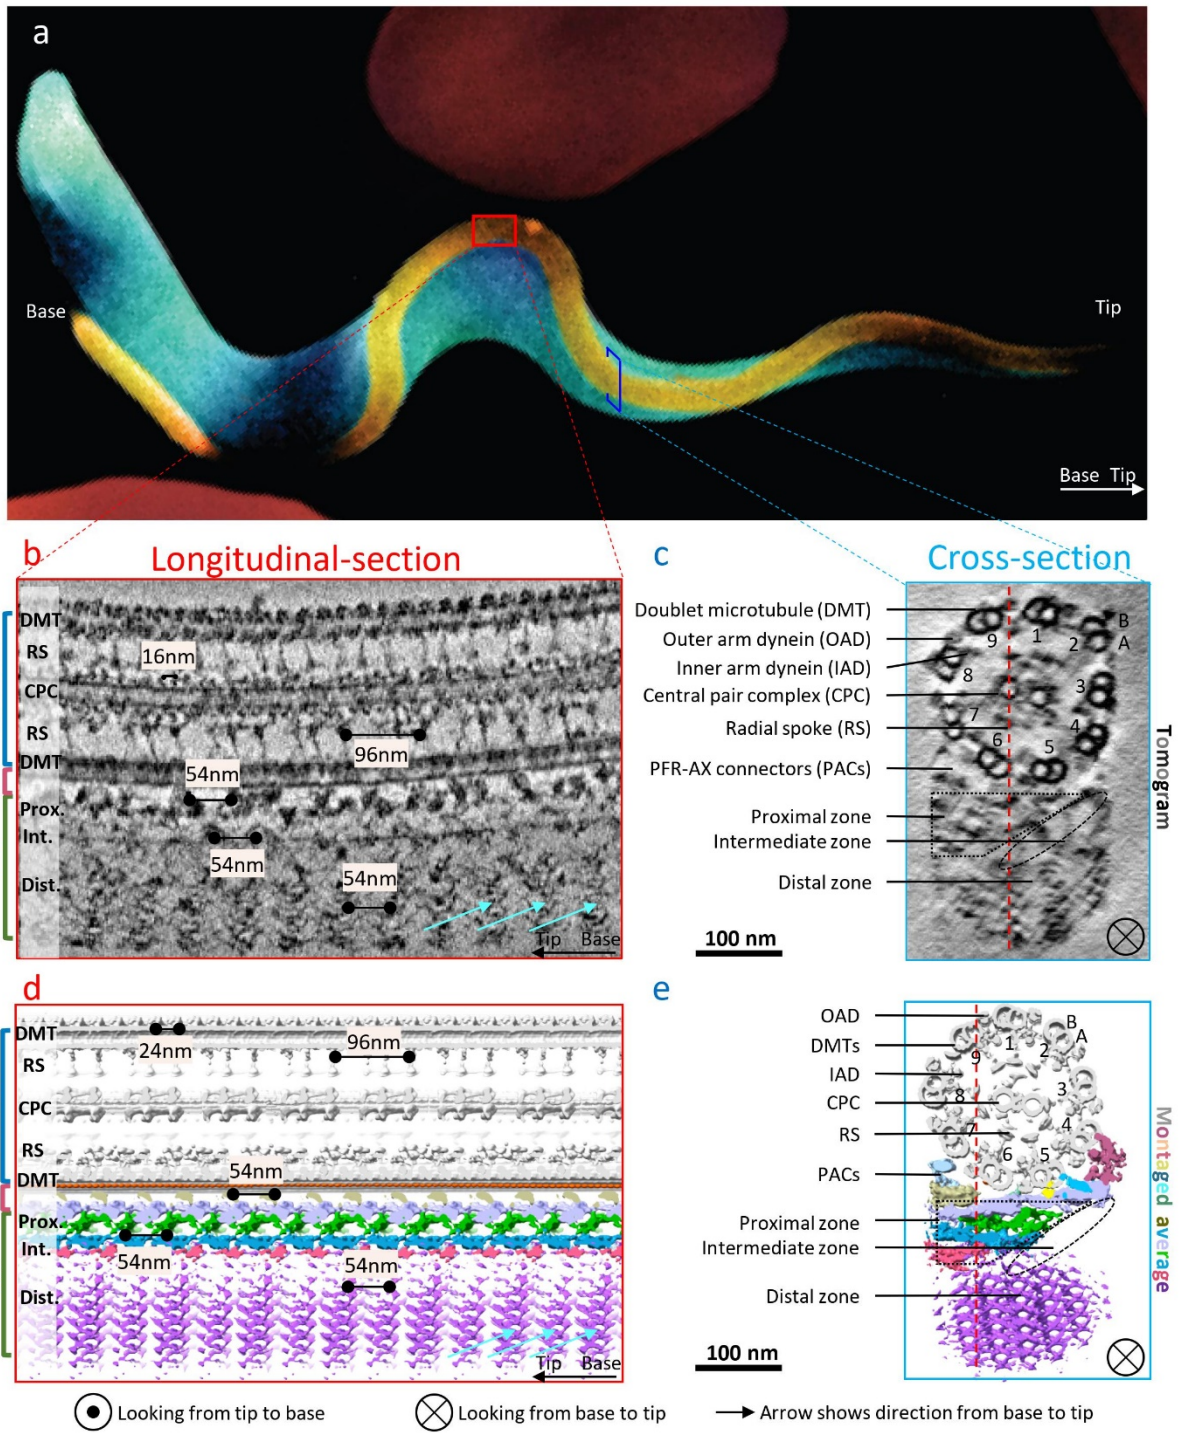 a
Base
Tip
Base Tip
b
Longitudinal-section
DMT
RS
16nm
CPC
RS
96nm
DMT
54nm
Prox.
Int.
54nm
54nm
Dist.
Tip Base
c
Cross-section
Doublet microtubule (DMT)
Outer arm dynein (OAD)
Inner arm dynein (IAD)
Central pair complex (CPC)
Radial spoke (RS)
PFR-AX connectors (PACs)
Proximal zone
Intermediate zone
Distal zone
100 nm
1
2
3
4
5
6
7
8
9
B
A
Tomogram
d
DMT
24nm
96nm
RS
CPC
RS
DMT
54nm
Prox.
Int.
54nm
54nm
Dist.
Tip Base
e
OAD
DMTs
IAD
CPC
RS
PACs
Proximal zone
Intermediate zone
Distal zone
100 nm
1
2
3
4
5
6
7
8
9
B
A
Montaged average
Looking from tip to base
Looking from base to tip
Arrow shows direction from base to tip